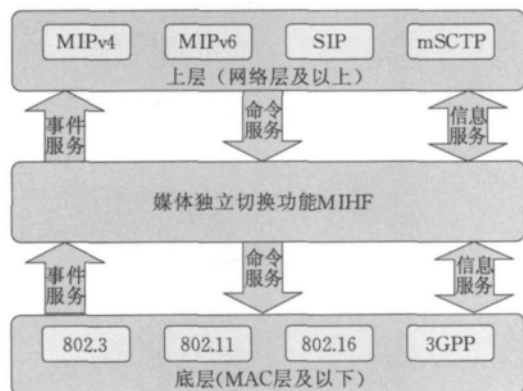 MIPv4 MIPv6 SIP mSCTP
上层（网络层及以上）
事件服务 命令服务 信息服务
媒体独立切换功能MIHF
事件服务 命令服务 信息服务
802.3 802.11 802.16 3GPP
底层(MAC层及以下)